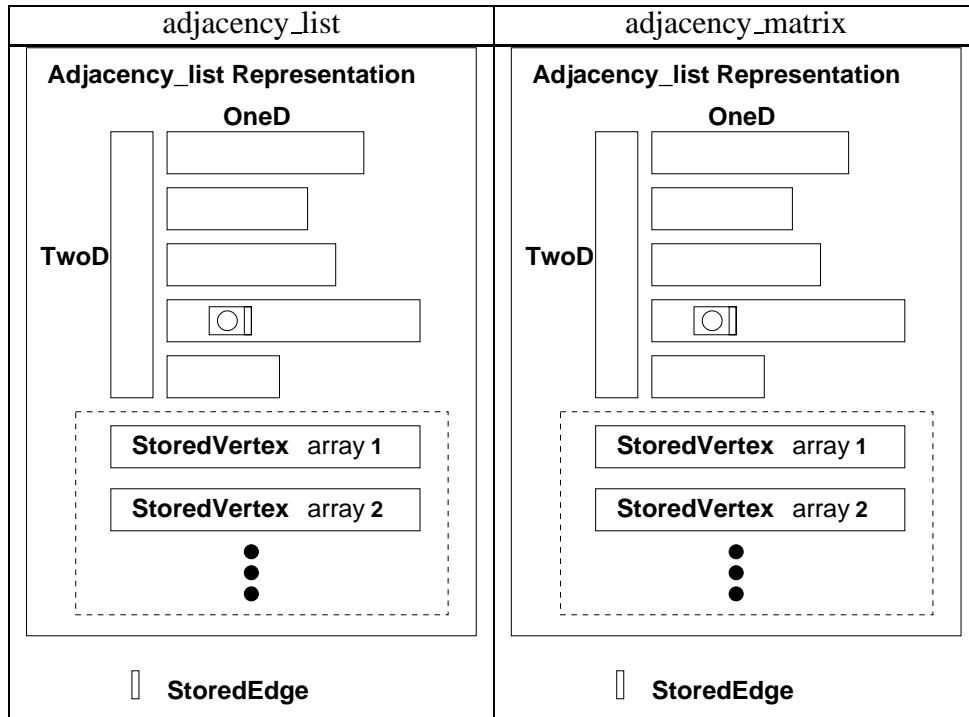 adjacency_list
adjacency_matrix
Adjacency_list Representation
OneD
TwoD
StoredVertex array 1
StoredVertex array 2
StoredEdge
Adjacency_list Representation
OneD
TwoD
StoredVertex array 1
StoredVertex array 2
StoredEdge